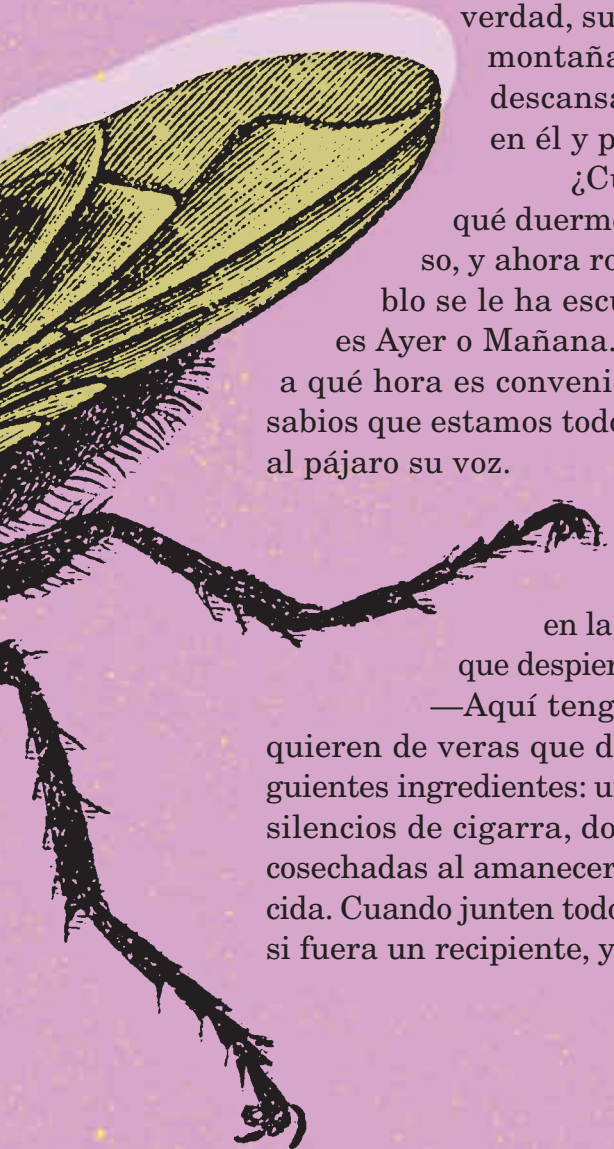 verdad, su
montaña
descansa
en él y p
¿Cu
qué duerm
so, y ahora ro
blo se le ha escu
es Ayer o Mañana.
a qué hora es conveni
sabios que estamos todo
al pájaro su voz.
en la
que despier
—Aquí teng
quieren de veras que d
guientes ingredientes: u
silencios de cigarra, do
cosechadas al amanecer
cida. Cuando junten todo
si fuera un recipiente, y